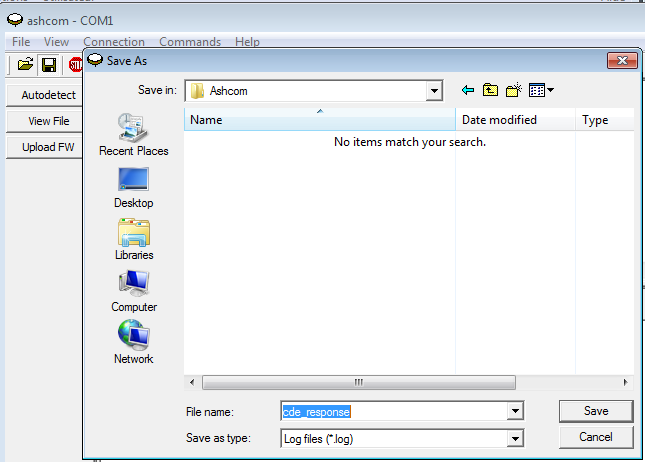 ashcom - COM1
File View Connection Commands Help
Save As
Save in: Ashcom
Autodetect
View File
Upload FW
Name Date modified Type
No items match your search.
Recent Places
Desktop
Libraries
Computer
Network
File name: cde_response Save
Save as type: Log files (*.log) Cancel